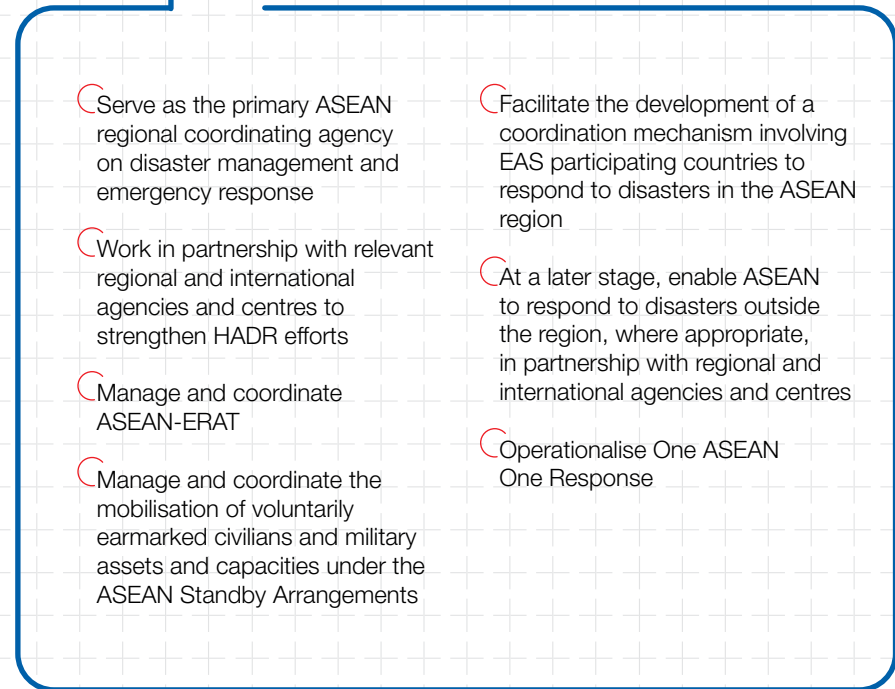 Serve as the primary ASEAN
regional coordinating agency
on disaster management and
emergency response
Work in partnership with relevant
regional and international
agencies and centres to
strengthen HADR efforts
Manage and coordinate
ASEAN-ERAT
Manage and coordinate the
mobilisation of voluntarily
earmarked civilians and military
assets and capacities under the
ASEAN Standby Arrangements
Facilitate the development of a
coordination mechanism involving
EAS participating countries to
respond to disasters in the ASEAN
region
At a later stage, enable ASEAN
to respond to disasters outside
the region, where appropriate,
in partnership with regional and
international agencies and centres
Operationalise One ASEAN
One Response